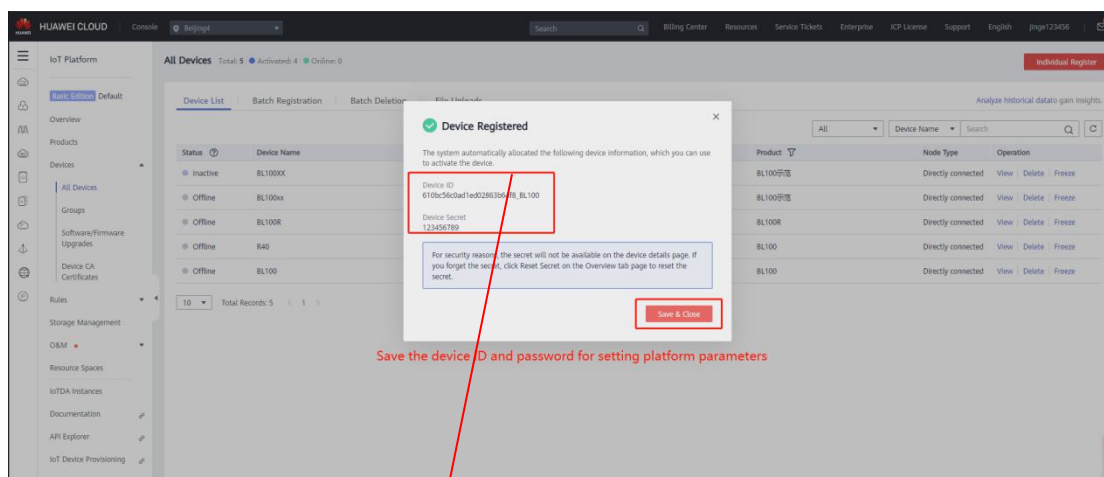 HUAWEI
HUAWEI CLOUD Console Beijing4 Search Billing Center Resources Service Tickets Enterprise ICP License Support English jinge123456
IoT Platform
All Devices Total: 5 Activated: 4 Online: 0
Individual Register
Basic Edition Default
Device List Batch Registration Batch Deletion File Uploads
Analyze historical data to gain insights.
Overview
Products
Devices
All Devices
Groups
Software/Firmware
Upgrades
Device CA
Certificates
Rules
Storage Management
O&M
Resource Spaces
IoTDA Instances
Documentation
API Explorer
IoT Device Provisioning
All Device Name Search
Status Device Name Product Node Type Operation
Inactive BL100XX BL100示范 Directly connected View Delete Freeze
Offline BL100xx BL100示范 Directly connected View Delete Freeze
Offline BL100R BL100R Directly connected View Delete Freeze
Offline R40 BL100 Directly connected View Delete Freeze
Offline BL100 BL100 Directly connected View Delete Freeze
10 Total Records: 5 < 1 >
Device Registered
The system automatically allocated the following device information, which you can use
to activate the device.
Device ID
Device Secret
123456789
For security reasons, the secret will not be available on the device details page. If
you forget the secret, click Reset Secret on the Overview tab page to reset the
secret.
Save & Close
Save the device ID and password for setting platform parameters